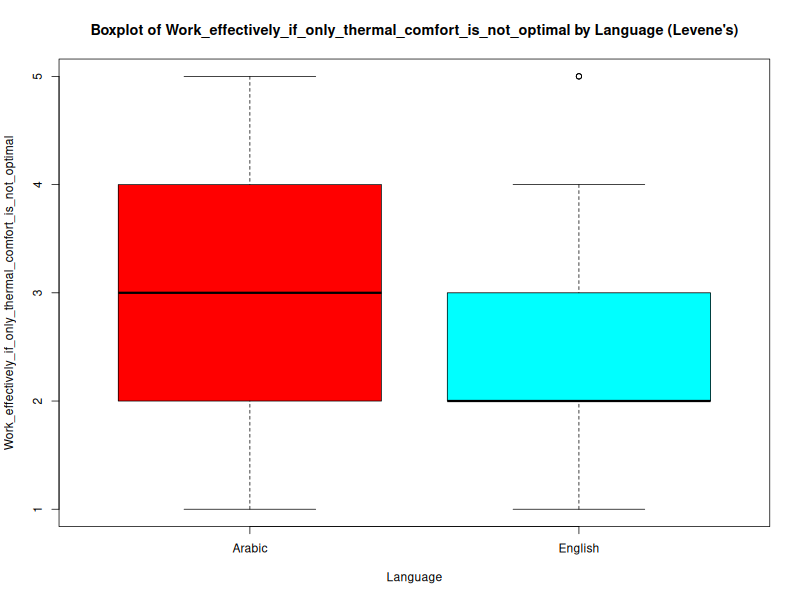 Boxplot of Work_effectively_if_only_thermal_comfort_is_not_optimal by Language (Levene's)
Work_effectively_if_only_thermal_comfort_is_not_optimal
5
4
3
2
1
Arabic English
Language